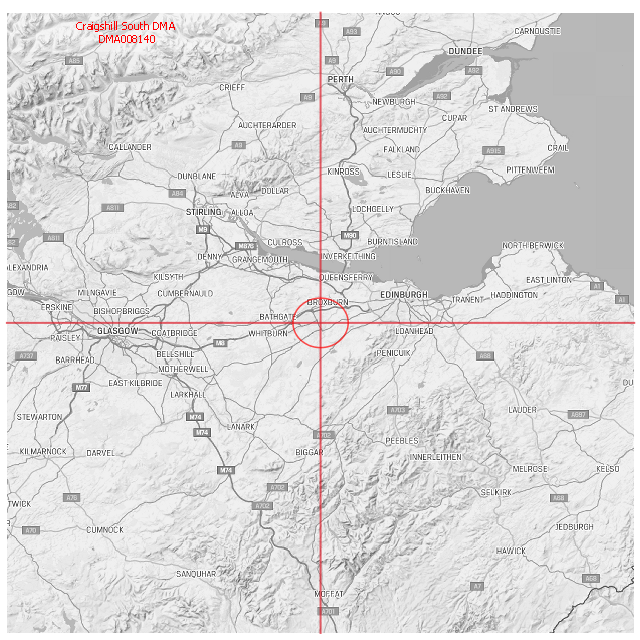 Craigshill South DMA
DMA008140
A9
A93
CARNOUSTIE
DUNDEE
A85
A9
A90
A92
PERTH
CRIEFF
A9
NEWBURGH
A92
ST ANDREWS
CUPAR
AUCHTERARDER
AUCHTERMUCHTY
CALLANDER
A9
FALKLAND
A915
CRAIL
KINROSS
PITTENWEEM
DUNBLANE
LESLIE
A84
ALVA
DOLLAR
BUCKHAVEN
A811
STIRLING
ALLOA
LOCHGELLY
M9
M90
A811
CULROSS
BURNTISLAND
M876
NORTH BERWICK
DENNY
GRANGEMOUTH
INVERKEITHING
LEXANDRIA
KILSYTH
QUEENSFERRY
EAST LINTON
A1
GOW
MILNGAVIE
CUMBERNAULD
EDINBURGH
HADDINGTON
A1
BROXBURN
TRANENT
ERSKINE
BISHOPBRIGGS
BATHGATE
GLASGOW
COATBRIDGE
WHITBURN
LOANHEAD
PAISLEY
M8
A737
BARRHEAD
BELLSHILL
PENICUIK
A68
MOTHERWELL
M77
EAST KILBRIDE
DU
LARKHALL
A703
LAUDER
A697
STEWARTON
M74
LANARK
M74
A702
PEEBLES
KILMARNOCK
DARVEL
BIGGAR
INNERLEITHEN
M74
MELROSE
KELSO
A702
SELKIRK
A76
A702
A68
TWICK
A70
CUMNOCK
JEDBURGH
HAWICK
SANQUHAR
A7
A68
MOFFAT
A701